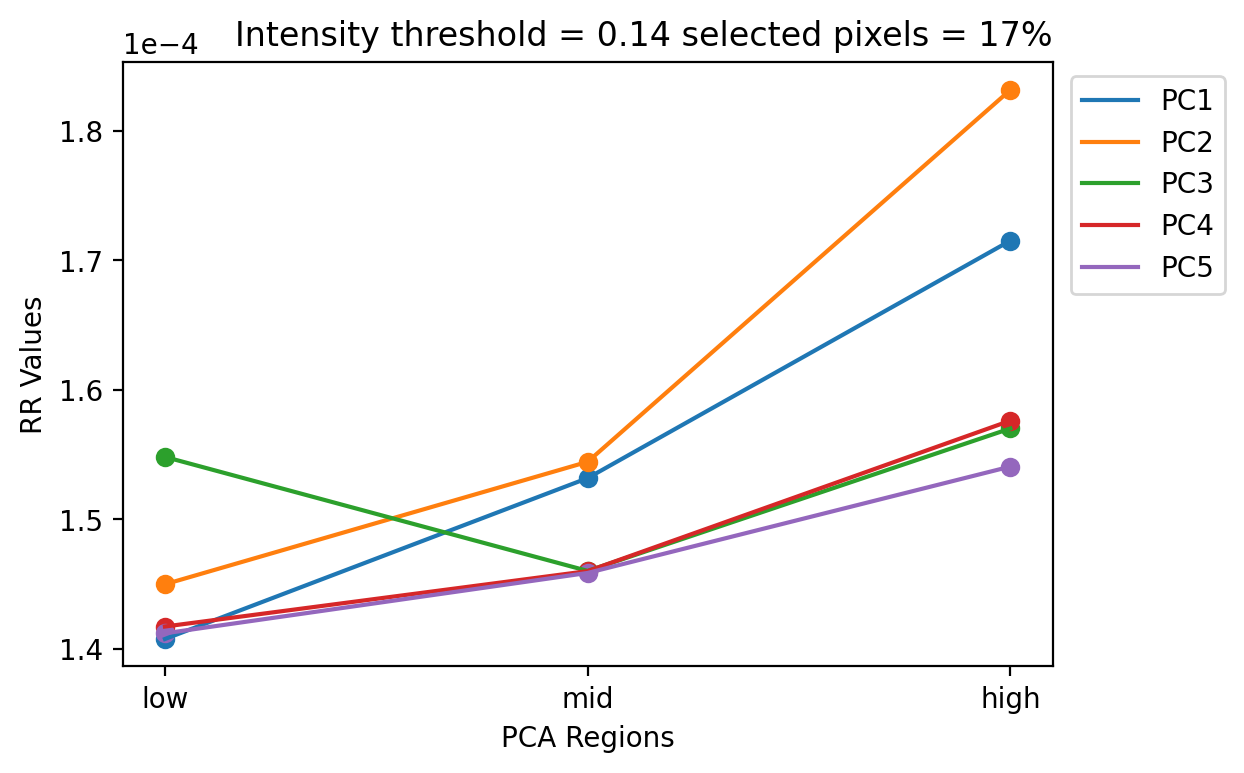 1e−4
Intensity threshold = 0.14 selected pixels = 17%
RR Values
1.8
1.7
1.6
1.5
1.4
low
mid
high
PCA Regions
PC1
PC2
PC3
PC4
PC5